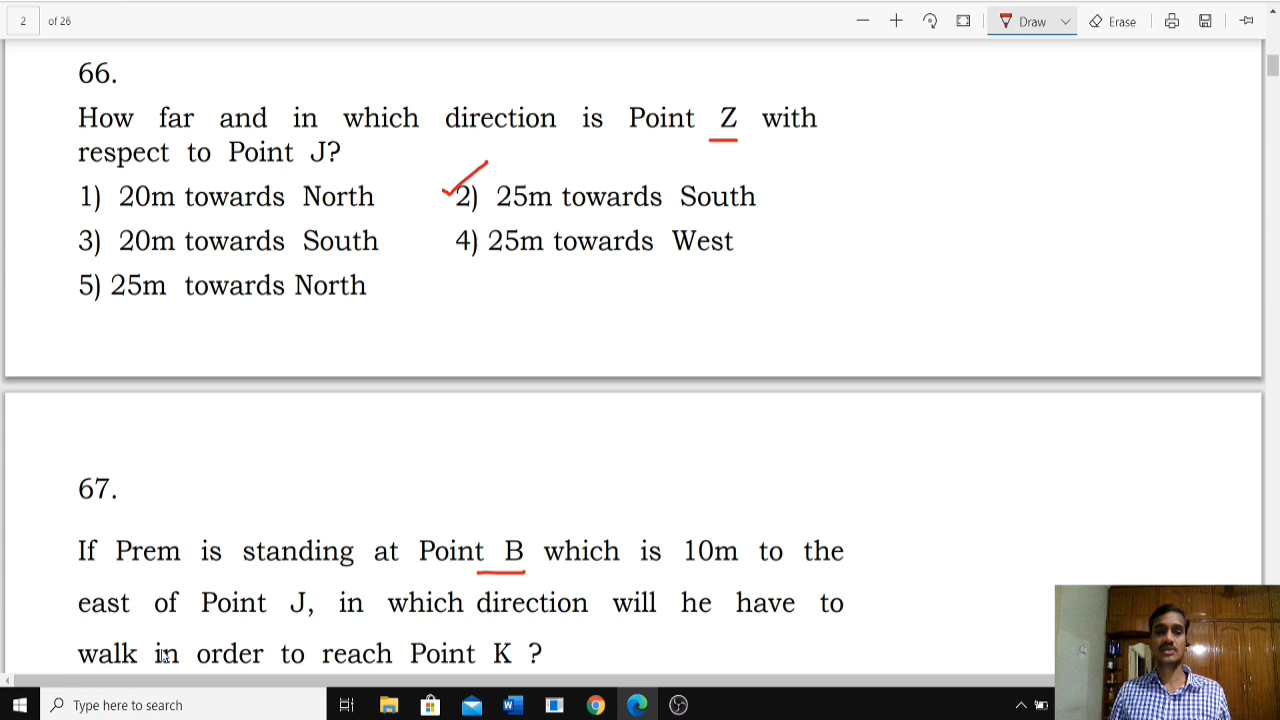 2 of 26
Draw
Erase
66.
How far and in which direction is Point Z with
respect to Point J?
1) 20m towards North
2) 25m towards South
3) 20m towards South
4) 25m towards West
5) 25m towards North
67.
If Prem is standing at Point B which is 10m to the
east of Point J, in which direction will he have to
walk in order to reach Point K ?
Type here to search